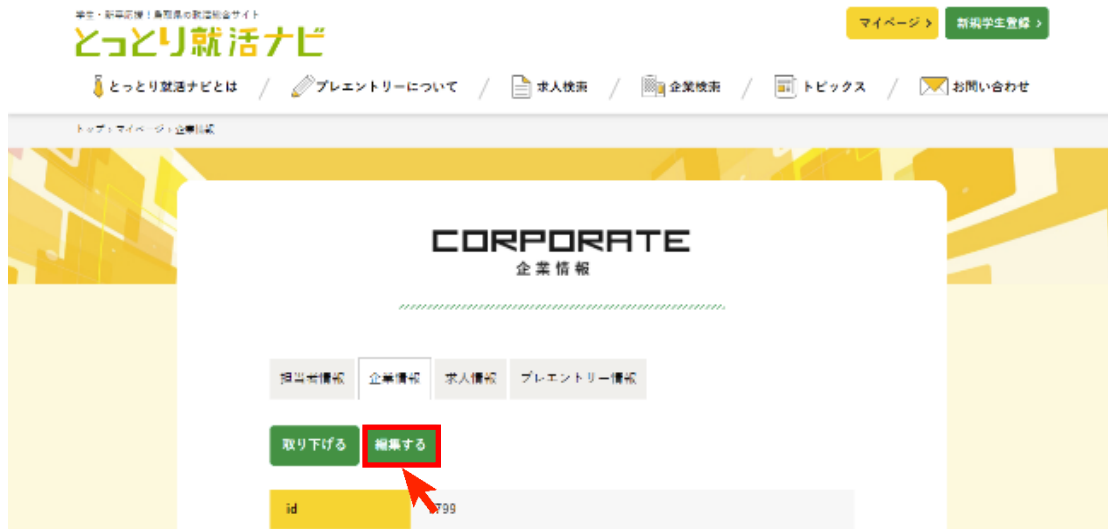 学生・新卒応援！鳥取県の就活総合サイト
とっとり就活ナビ
マイページ ›
新規学生登録 ›
とっとり就活ナビとは / プレエントリーについて / 求人検索 / 企業検索 / トピックス / お問い合わせ
トップ › マイページ › 企業情報
CORPORATE
企業情報
担当者情報 企業情報 求人情報 プレエントリー情報
取り下げる 編集する
id 799